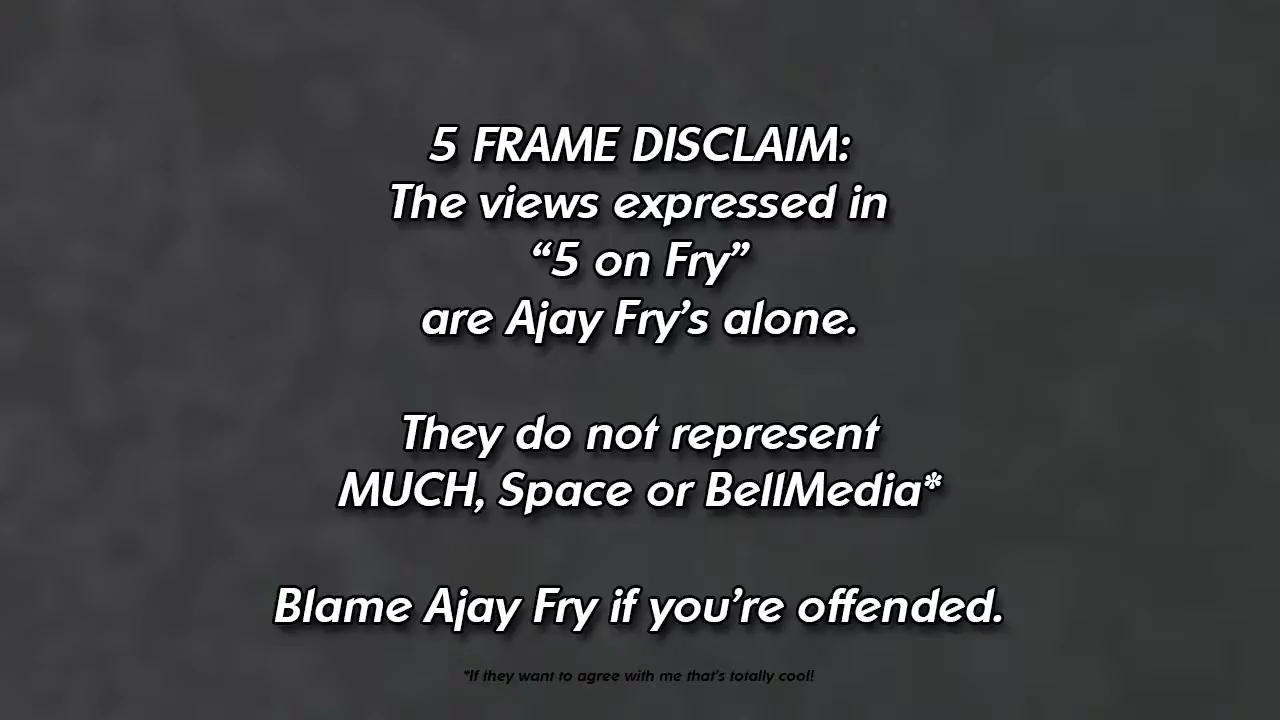 5 FRAME DISCLAIM:
The views expressed in
“5 on Fry”
are Ajay Fry’s alone.
They do not represent
MUCH, Space or BellMedia*
Blame Ajay Fry if you’re offended.
*If they want to agree with me that's totally cool!